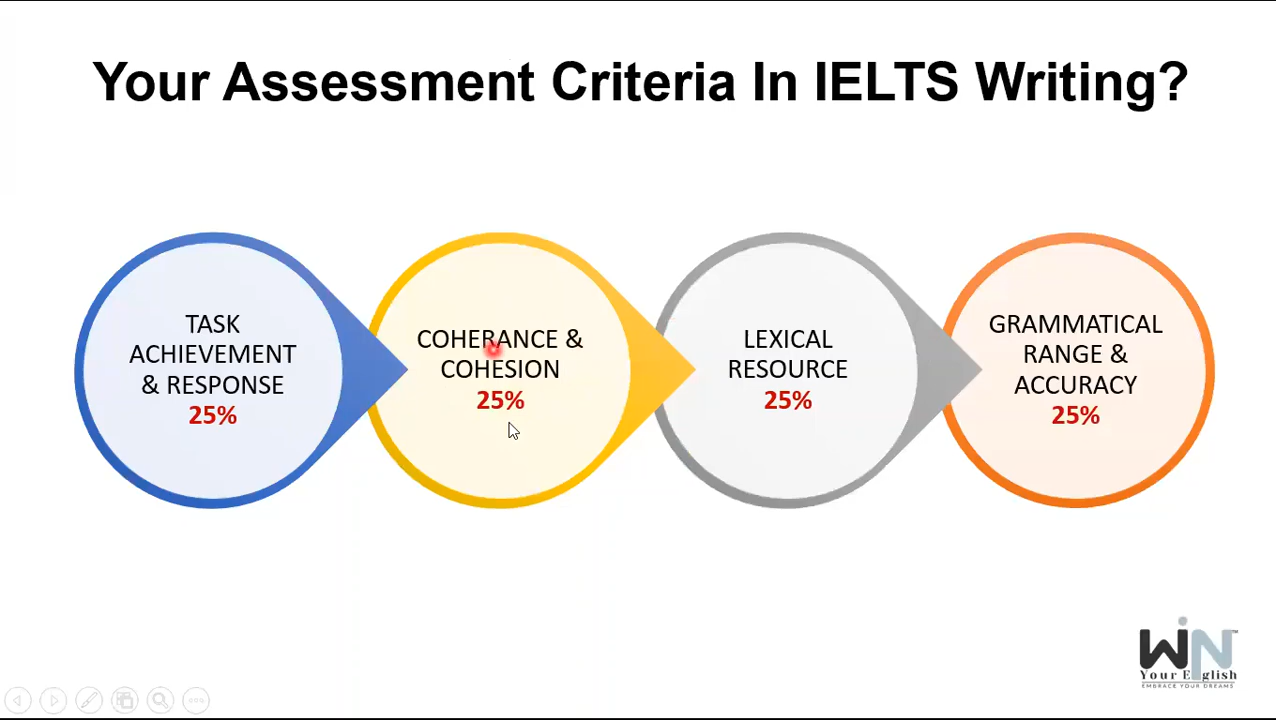 Your Assessment Criteria In IELTS Writing?
TASK
ACHIEVEMENT
& RESPONSE
25%
COHERANCE &
COHESION
25%
LEXICAL
RESOURCE
25%
GRAMMATICAL
RANGE &
ACCURACY
25%
WiN™
Your English
EMBRACE YOUR DREAMS